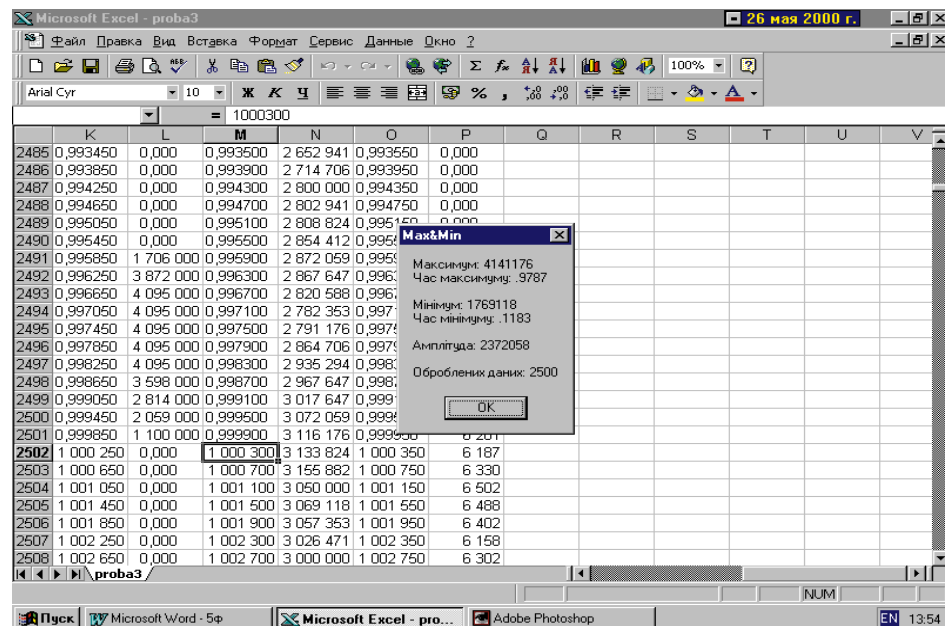 Microsoft Excel - proba3
26 мая 2000 г.
Файл Правка Вид Вставка Формат Сервис Данные Окно ?
100%
Arial Cyr 10 Ж К Ч
= 1000300
K L M N O P Q R S T U V
2485 0,993450 0,000 0,993500 2 652 941 0,993550 0,000
2486 0,993850 0,000 0,993900 2 714 706 0,993950 0,000
2487 0,994250 0,000 0,994300 2 800 000 0,994350 0,000
2488 0,994650 0,000 0,994700 2 802 941 0,994750 0,000
2489 0,995050 0,000 0,995100 2 808 824 0,995150 0,000
2490 0,995450 0,000 0,995500 2 854 412
2491 0,995850 1 706 000 0,995900 2 872 059
2492 0,996250 3 872 000 0,996300 2 867 647
2493 0,996650 4 095 000 0,996700 2 820 588
2494 0,997050 4 095 000 0,997100 2 782 353
2495 0,997450 4 095 000 0,997500 2 791 176
2496 0,997850 4 095 000 0,997900 2 864 706
2497 0,998250 4 095 000 0,998300 2 935 294
2498 0,998650 3 598 000 0,998700 2 967 647
2499 0,999050 2 814 000 0,999100 3 017 647
2500 0,999450 2 059 000 0,999500 3 072 059
2501 0,999850 1 100 000 0,999900 3 116 176 0,999950 6 201
2502 1 000 250 0,000 1 000 300 3 133 824 1 000 350 6 187
2503 1 000 650 0,000 1 000 700 3 155 882 1 000 750 6 330
2504 1 001 050 0,000 1 001 100 3 050 000 1 001 150 6 502
2505 1 001 450 0,000 1 001 500 3 069 118 1 001 550 6 488
2506 1 001 850 0,000 1 001 900 3 057 353 1 001 950 6 402
2507 1 002 250 0,000 1 002 300 3 026 471 1 002 350 6 158
2508 1 002 650 0,000 1 002 700 3 000 000 1 002 750 6 302
Max&Min
Максимум: 4141176
Час максимуму: .9787
Мінімум: 1769118
Час мінімуму: .1183
Амплітуда: 2372058
Оброблених даних: 2500
OK
proba3
NUM
Пуск
Microsoft Word - 5ф
Microsoft Excel - pro...
Adobe Photoshop
EN 13:54